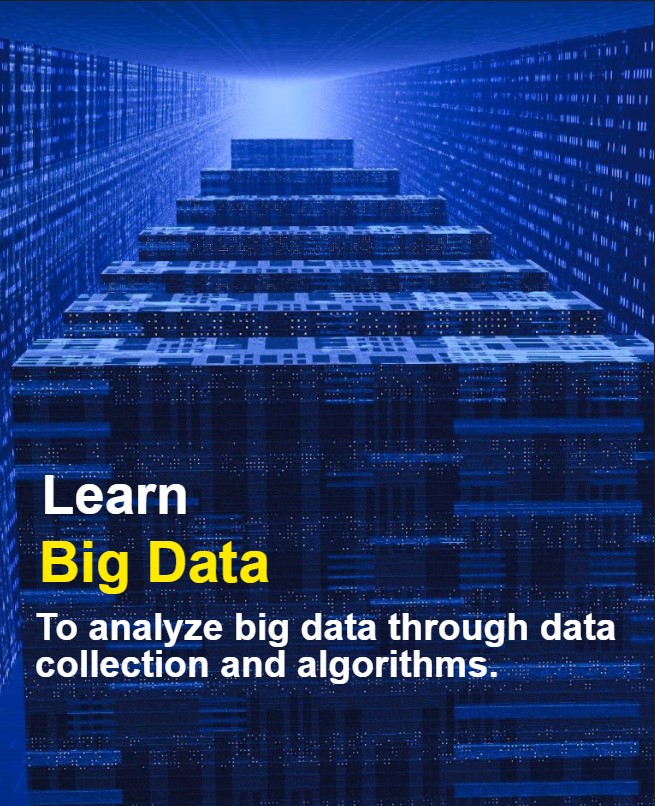 Learn
Big Data
To analyze big data through data
collection and algorithms.